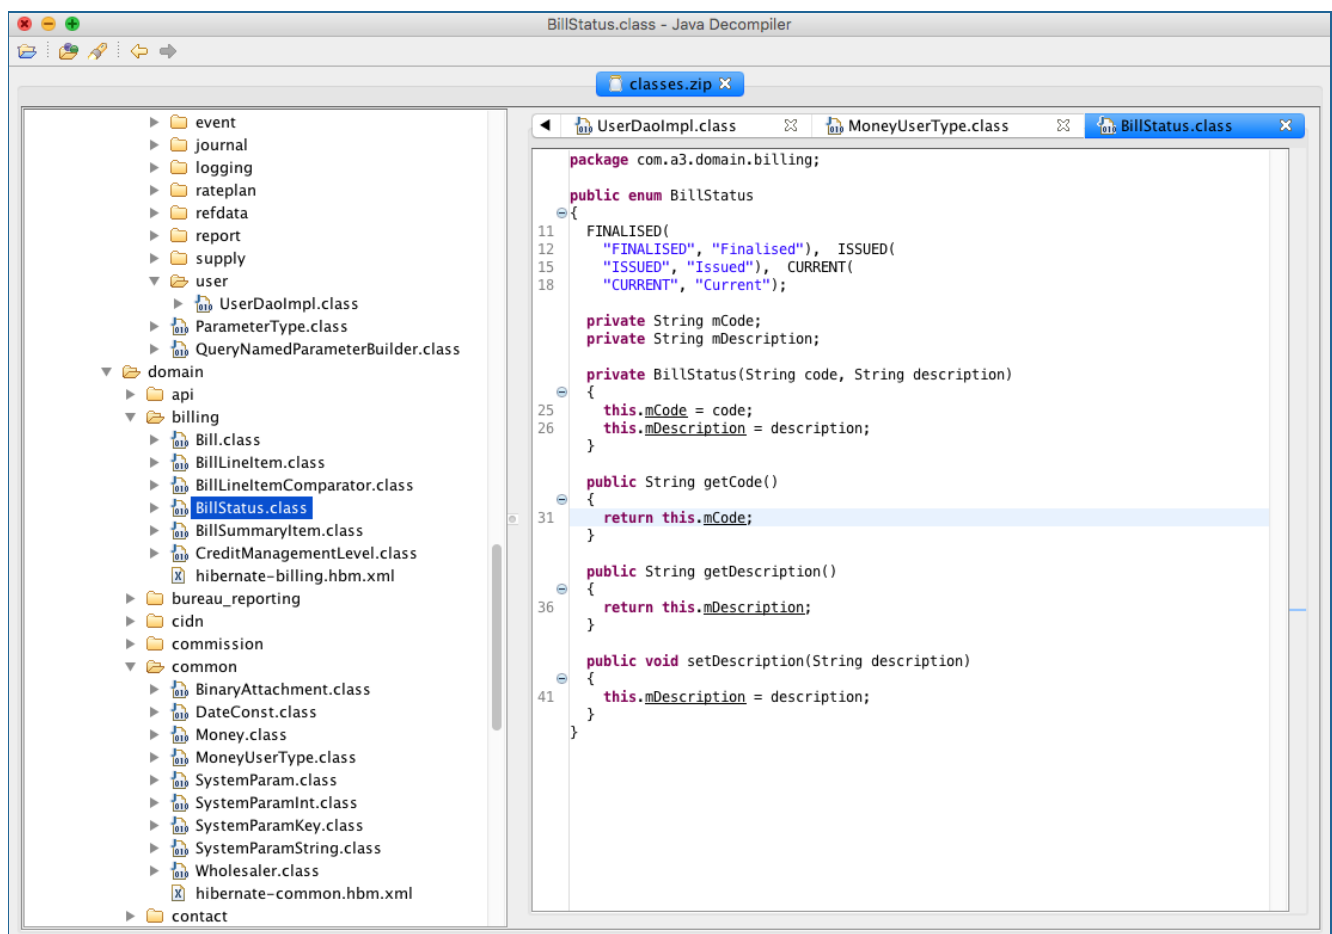 BillStatus.class - Java Decompiler
classes.zip
event
journal
logging
rateplan
refdata
report
supply
user
UserDaoImpl.class
ParameterType.class
QueryNamedParameterBuilder.class
domain
api
billing
Bill.class
BillLineItem.class
BillLineItemComparator.class
BillStatus.class
BillSummaryItem.class
CreditManagementLevel.class
hibernate-billing.hbm.xml
bureau_reporting
cidn
commission
common
BinaryAttachment.class
DateConst.class
Money.class
MoneyUserType.class
SystemParam.class
SystemParamInt.class
SystemParamKey.class
SystemParamString.class
Wholesaler.class
hibernate-common.hbm.xml
contact
UserDaoImpl.class MoneyUserType.class BillStatus.class
package com.a3.domain.billing;
public enum BillStatus
{
11 FINALISED(
12 "FINALISED", "Finalised"), ISSUED(
15 "ISSUED", "Issued"), CURRENT(
18 "CURRENT", "Current");
private String mCode;
private String mDescription;
private BillStatus(String code, String description)
{
25 this.mCode = code;
26 this.mDescription = description;
}
public String getCode()
{
31 return this.mCode;
}
public String getDescription()
{
36 return this.mDescription;
}
public void setDescription(String description)
{
41 this.mDescription = description;
}
}